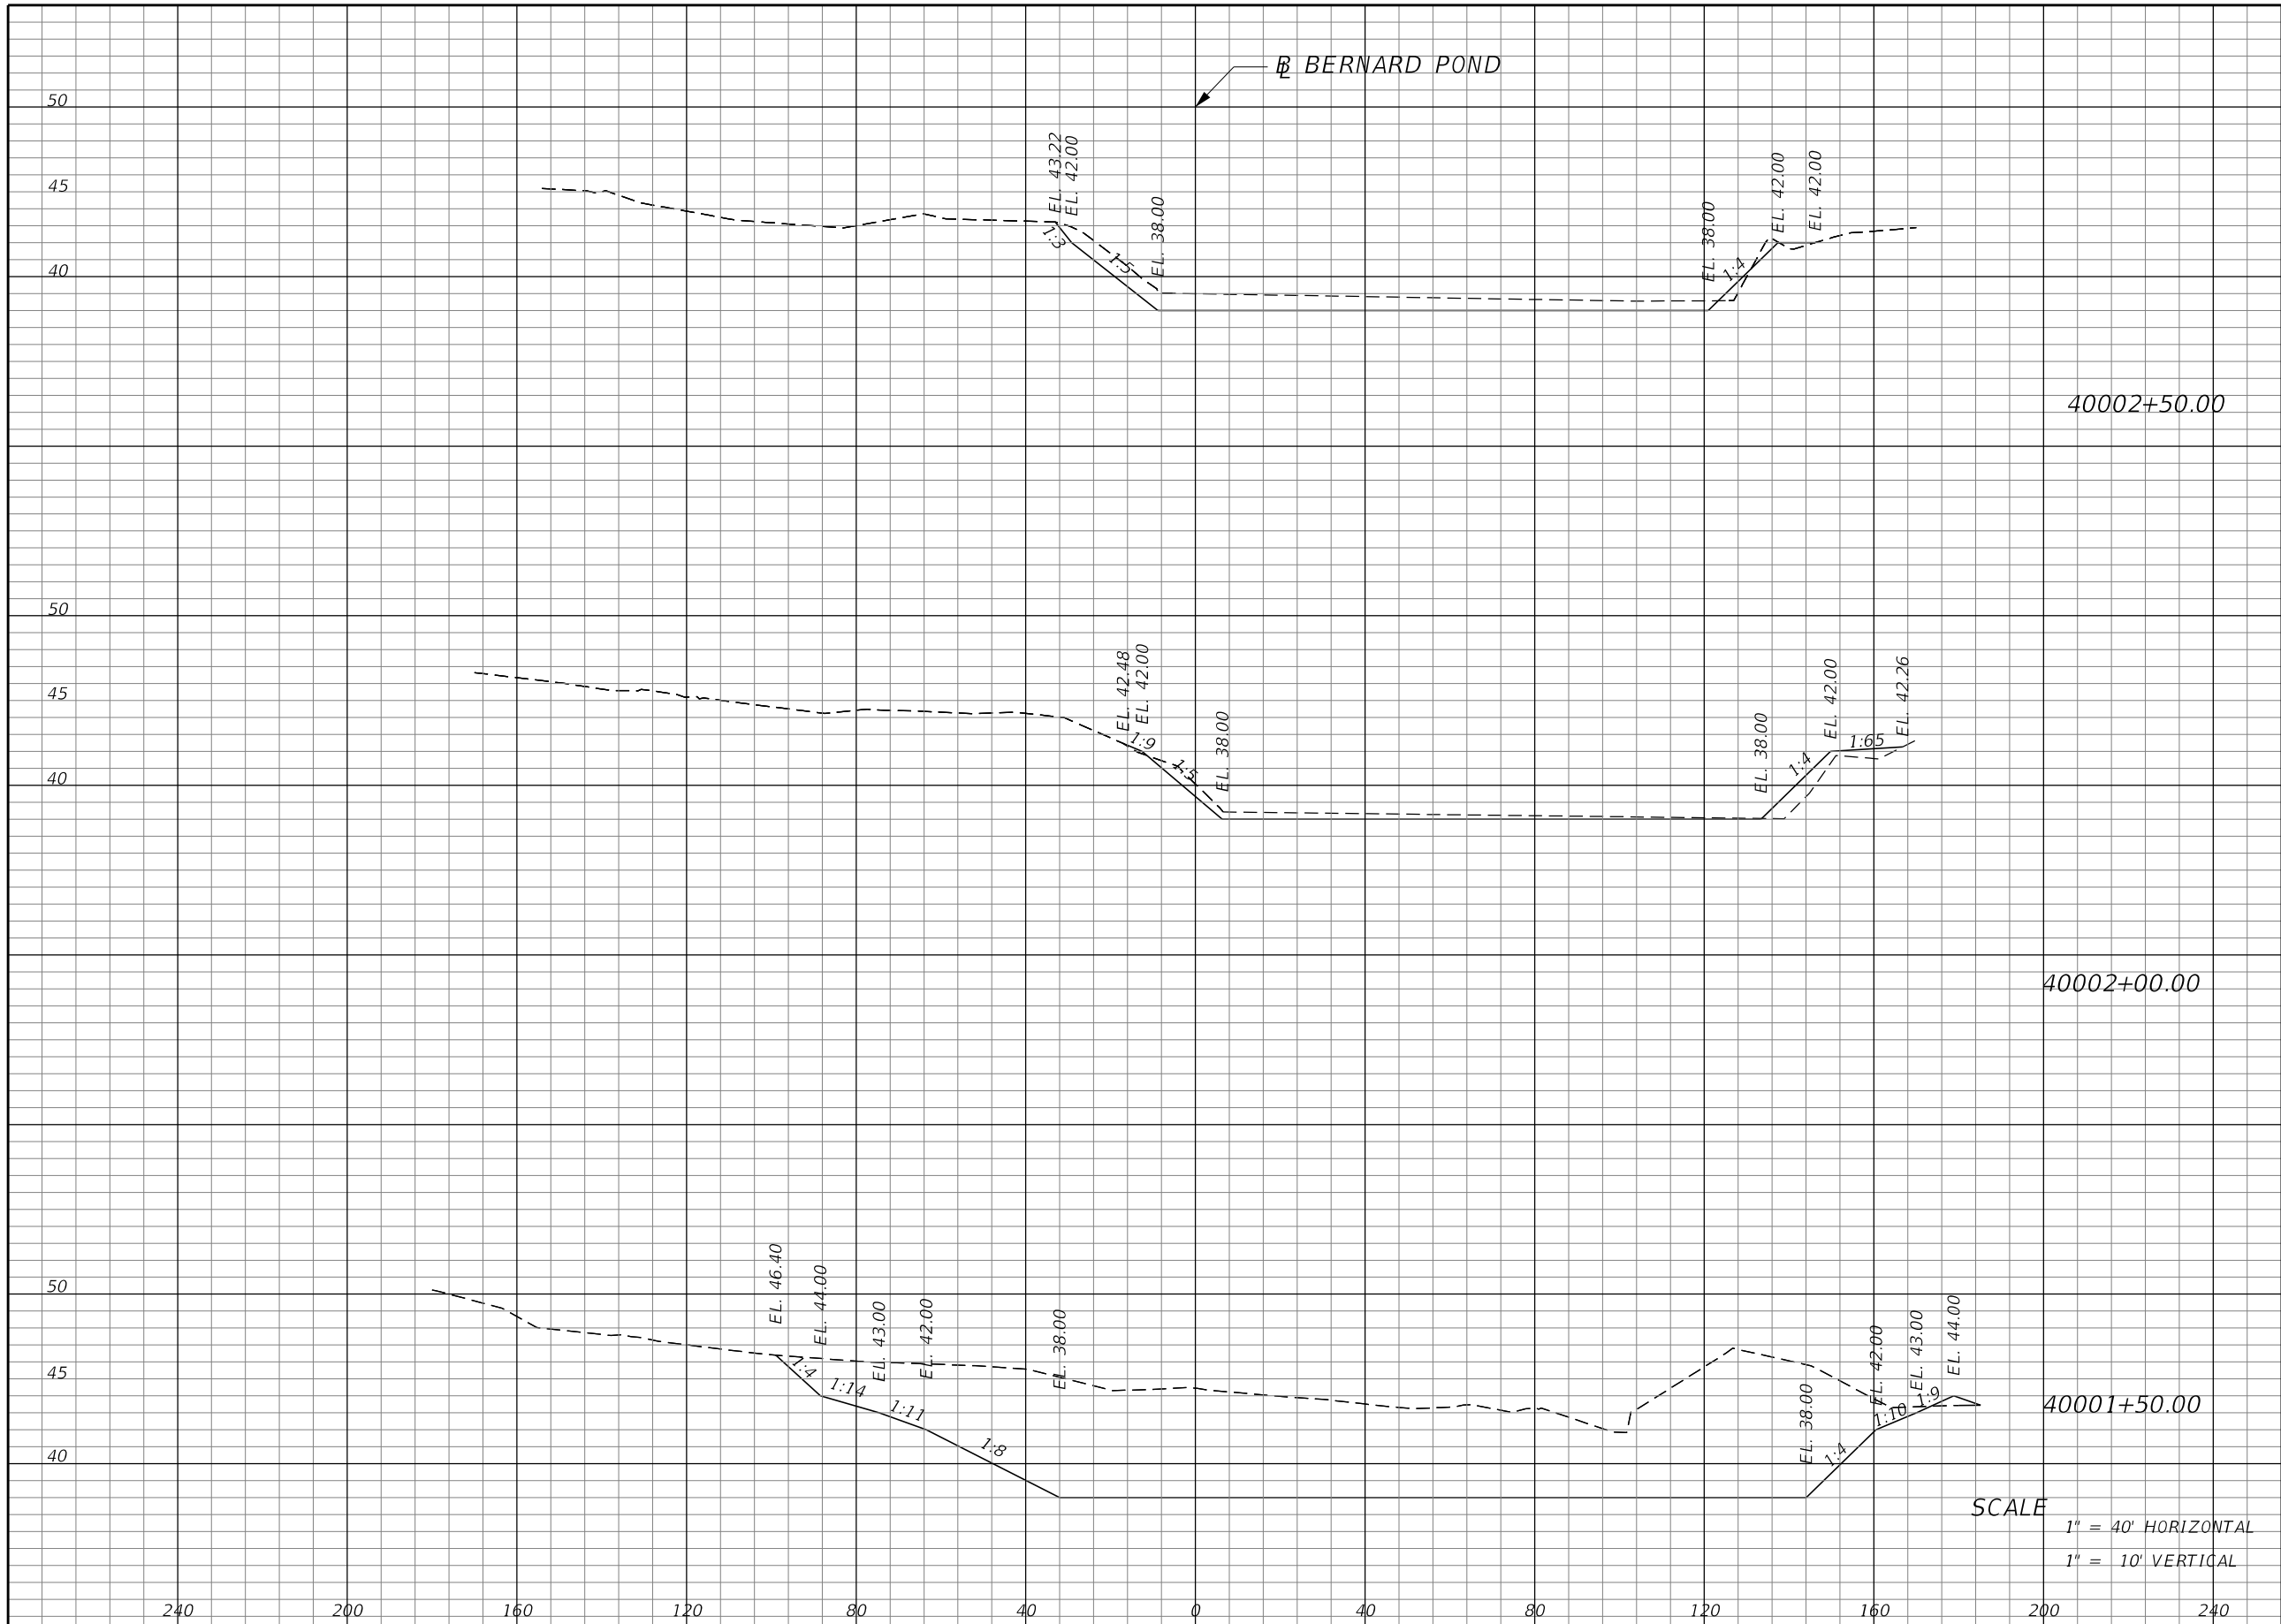 BL BERNARD POND
50
EL. 43.22
EL. 42.00
EL. 38.00
EL. 38.00
EL. 42.00
EL. 42.00
45
1:3
1:5
1:4
40
40002+50.00
50
EL. 42.48
EL. 42.00
EL. 38.00
EL. 38.00
EL. 42.00
EL. 42.26
45
1:9
1:5
1:4
1:65
40
40002+00.00
50
EL. 46.40
EL. 44.00
EL. 43.00
EL. 42.00
EL. 38.00
EL. 38.00
EL. 42.00
EL. 43.00
EL. 44.00
45
1:4
1:14
1:11
1:8
1:4
1:10
1:9
40001+50.00
40
SCALE
1" = 40' HORIZONTAL
1" = 10' VERTICAL
240 200 160 120 80 40 0 40 80 120 160 200 240